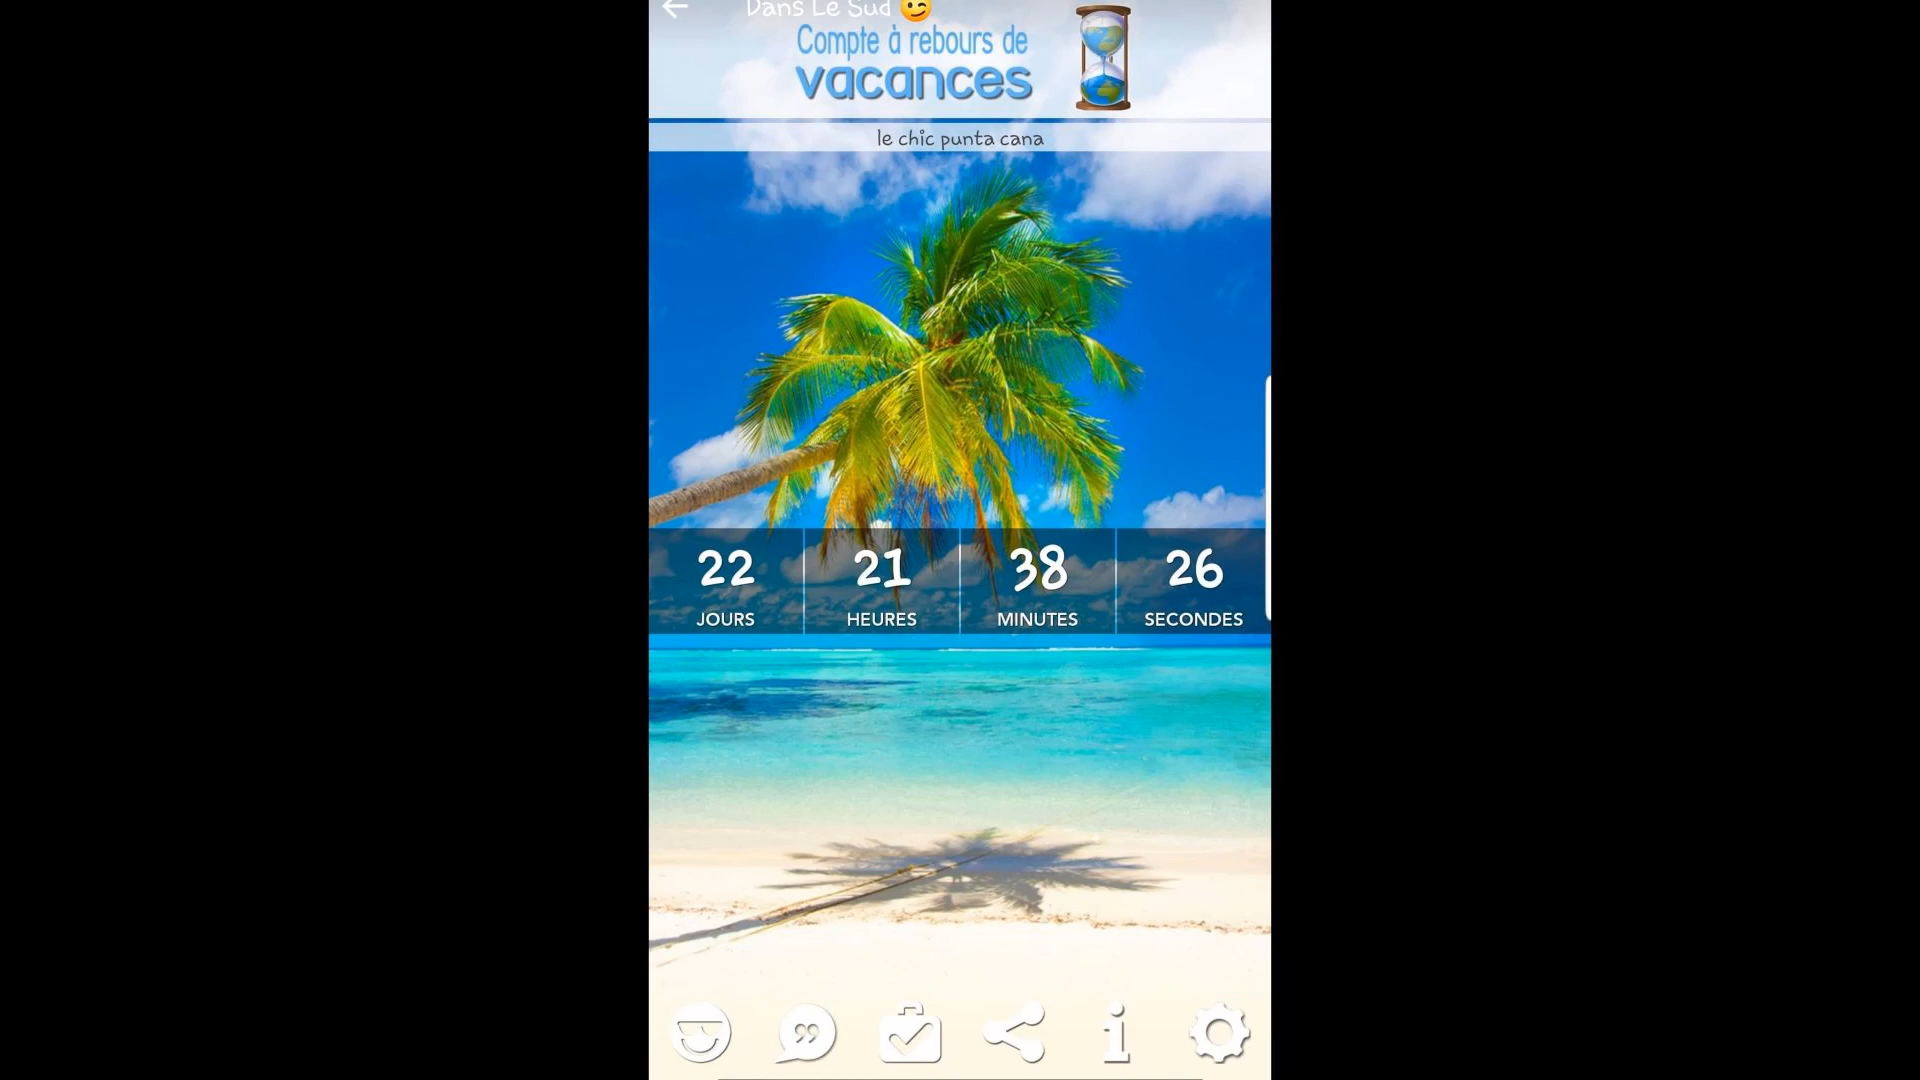 Dans Le Sud 😉
Compte à rebours de
vacances
le chic punta cana
22 21 38 26
JOURS HEURES MINUTES SECONDES